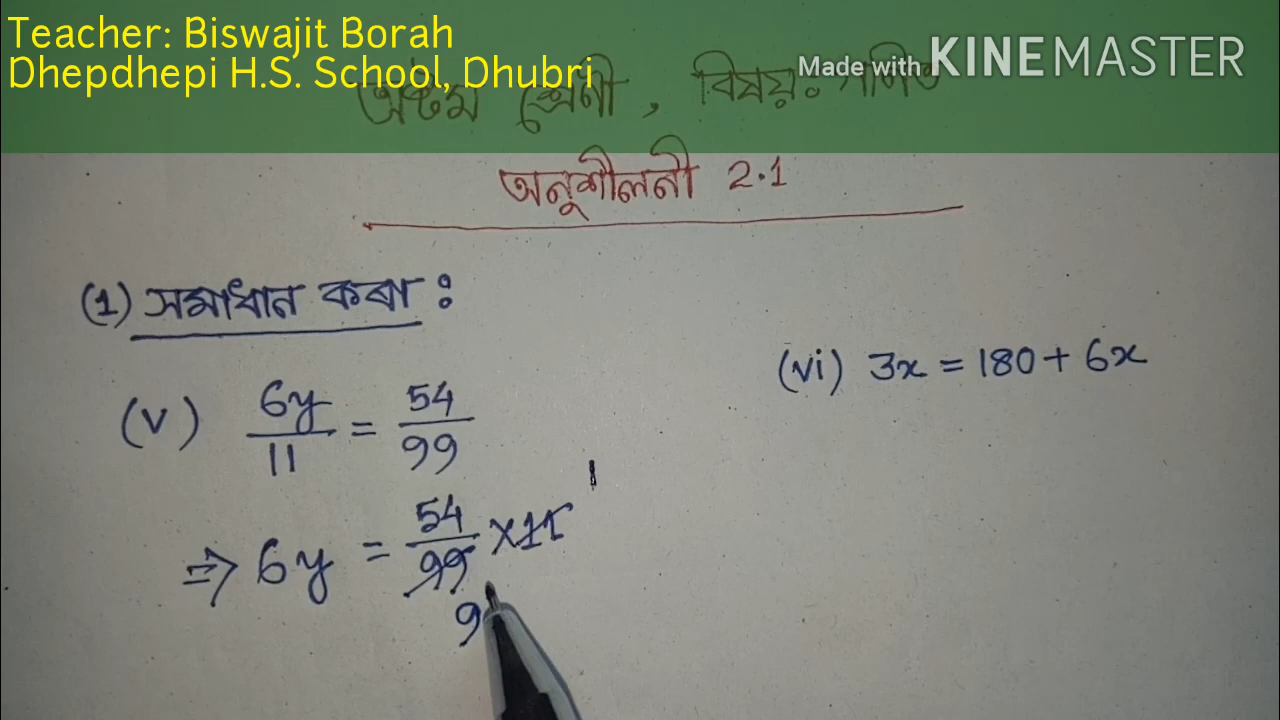 Teacher: Biswajit Borah
Dhepdhepi H.S. School, Dhubri
Made with KINEMASTER
অষ্টম শ্ৰেণী, বিষয়: গণিত
অনুশীলনী 2.1
(1) সমাধান কৰা :
(v) 6y/11 = 54/99
(vi) 3x = 180 + 6x
⇒ 6y = 54/99 × 11
1
9